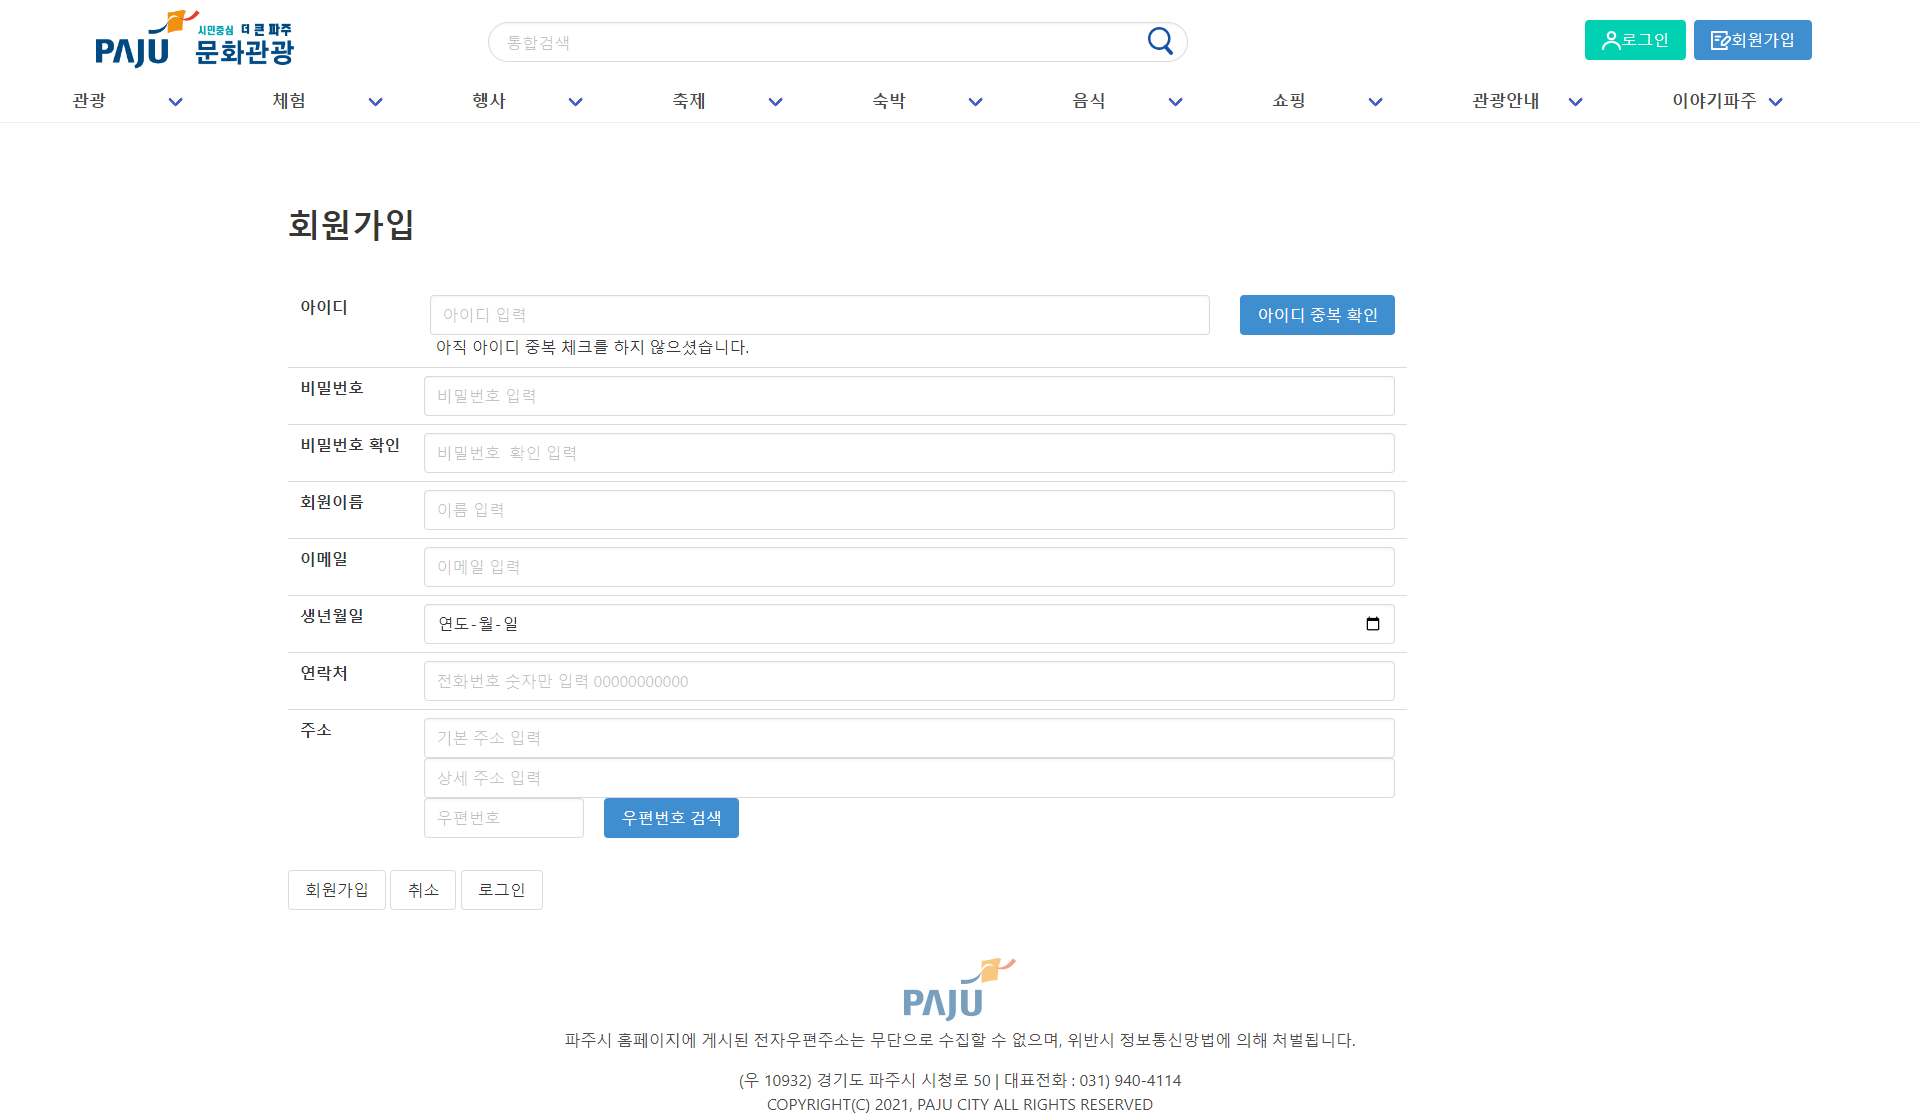 PAJU 시민중심 더 큰 파주 문화관광
통합검색
로그인 회원가입
관광 체험 행사 축제 숙박 음식 쇼핑 관광안내 이야기파주
회원가입
아이디 아이디 입력 아이디 중복 확인
아직 아이디 중복 체크를 하지 않으셨습니다.
비밀번호 비밀번호 입력
비밀번호 확인 비밀번호 확인 입력
회원이름 이름 입력
이메일 이메일 입력
생년월일 연도-월-일
연락처 전화번호 숫자만 입력 00000000000
주소 기본 주소 입력
상세 주소 입력
우편번호 우편번호 검색
회원가입 취소 로그인
PAJU
파주시 홈페이지에 게시된 전자우편주소는 무단으로 수집할 수 없으며, 위반시 정보통신망법에 의해 처벌됩니다.
(우 10932) 경기도 파주시 시청로 50 | 대표전화 : 031) 940-4114
COPYRIGHT(C) 2021, PAJU CITY ALL RIGHTS RESERVED